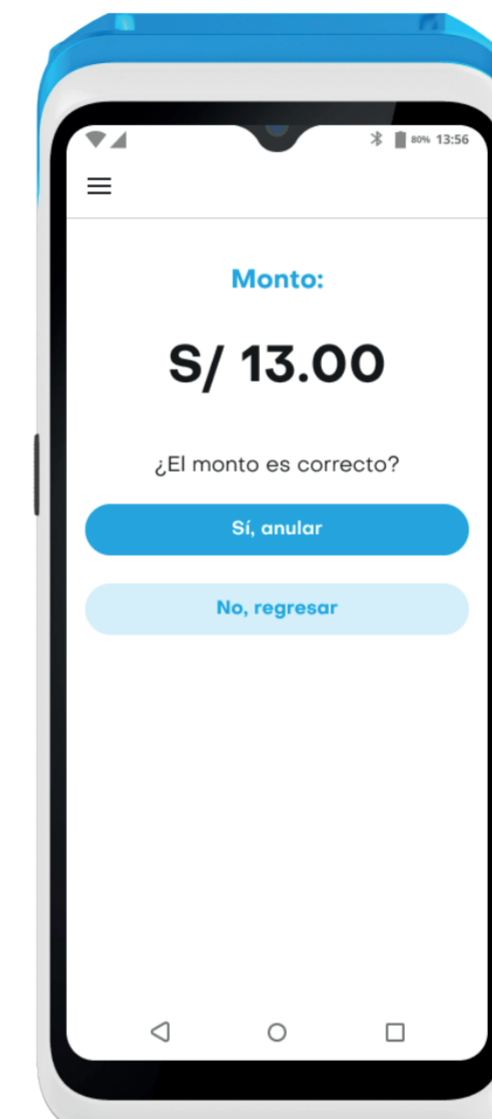 80% 13:56
Monto:
S/ 13.00
¿El monto es correcto?
Sí, anular
No, regresar